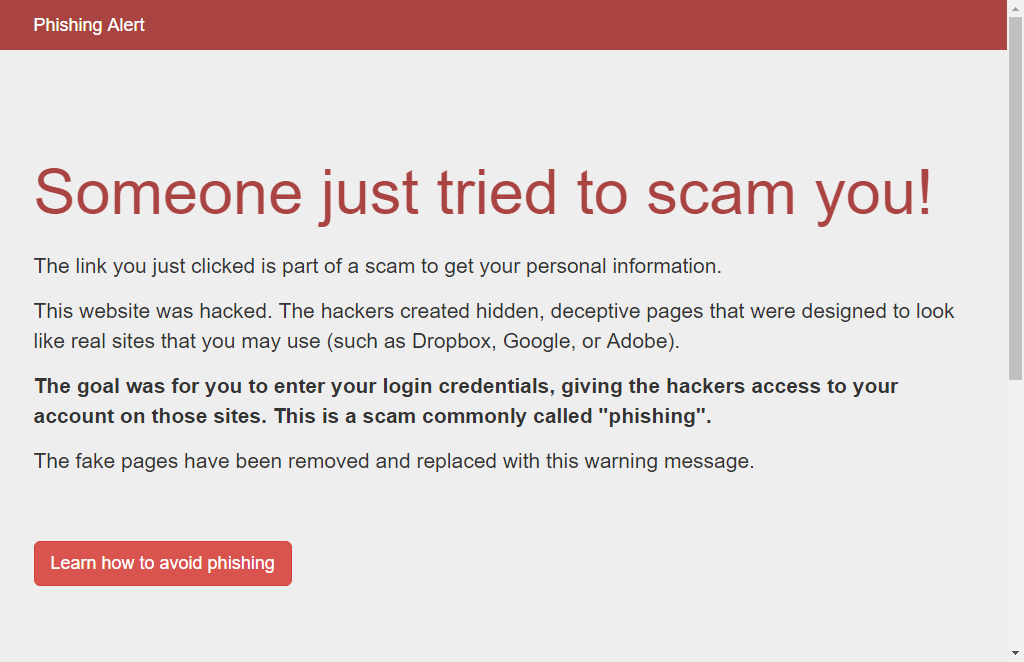 Phishing Alert
Someone just tried to scam you!
The link you just clicked is part of a scam to get your personal information.
This website was hacked. The hackers created hidden, deceptive pages that were designed to look
like real sites that you may use (such as Dropbox, Google, or Adobe).
The goal was for you to enter your login credentials, giving the hackers access to your
account on those sites. This is a scam commonly called "phishing".
The fake pages have been removed and replaced with this warning message.
Learn how to avoid phishing